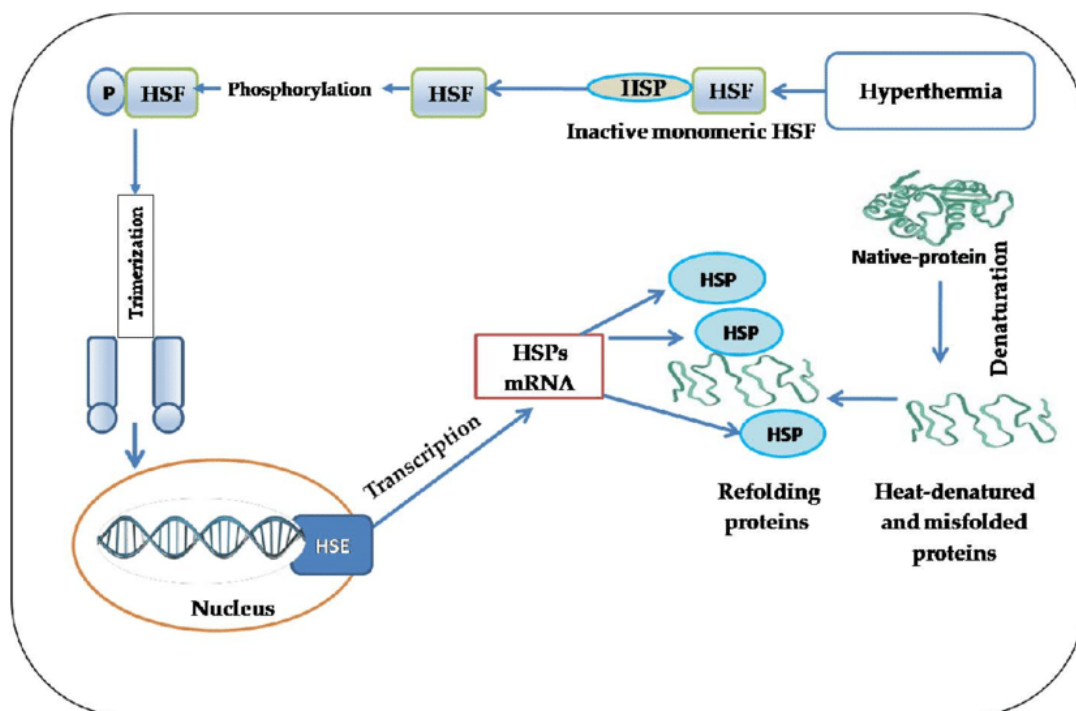 P
HSF
Phosphorylation
HSF
HSP
HSF
Hyperthermia
Inactive monomeric HSF
Trimerization
Native-protein
Denaturation
HSP
HSP
HSPs
mRNA
HSP
Transcription
Refolding
proteins
Heat-denatured
and misfolded
proteins
HSE
Nucleus